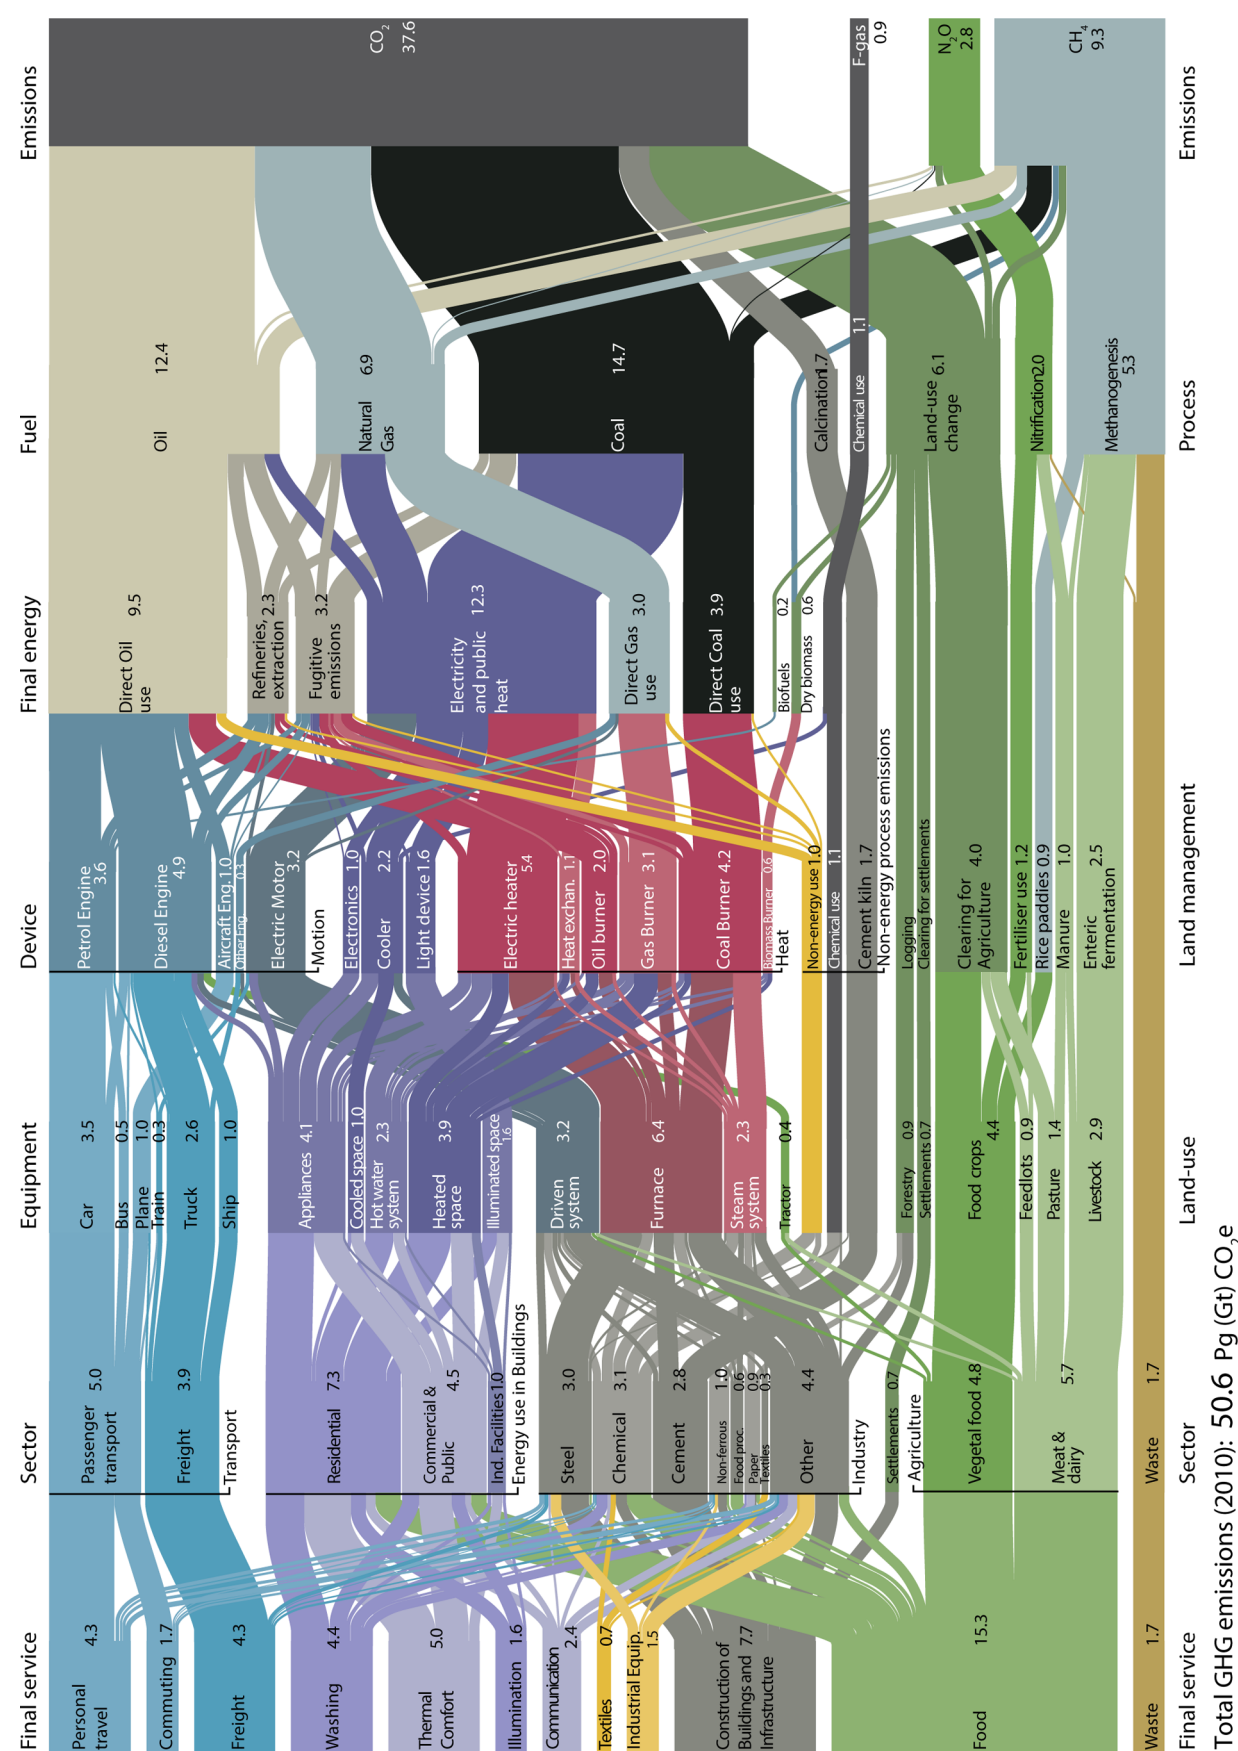 Final service
Personal
travel
4.3
Commuting 1.7
Freight
4.3
Washing
4.4
Thermal
Comfort
5.0
Illumination 1.6
Communication
2.4
Textiles
0.7
Industrial Equip.
1.5
Construction of
Buildings and 7.7
Infrastructure
Food
15.3
Waste
1.7
Final service
Sector
Passenger
transport
5.0
Freight
3.9
Transport
Residential
7.3
Commercial &
Public
4.5
Ind. Facilities 1.0
Energy use in Buildings
Steel
3.0
Chemical
3.1
Cement
2.8
Non-ferrous
1.0
Food proc.
0.6
Paper
0.9
Textiles
0.3
Other
4.4
Industry
Settlements 0.7
Agriculture
Vegetal food 4.8
Meat &
dairy
5.7
Waste
1.7
Sector
Equipment
Car
3.5
Bus
0.5
Plane
1.0
Train
0.3
Truck
2.6
Ship
1.0
Appliances 4.1
Cooled space 1.0
Hot water
system
2.3
Heated
space
3.9
Illuminated space
1.6
Driven
system
3.2
Furnace
6.4
Steam
system
2.3
Tractor
0.4
Forestry
0.9
Settlements 0.7
Food crops
4.4
Feedlots 0.9
Pasture
1.4
Livestock
2.9
Land-use
Device
Petrol Engine
3.6
Diesel Engine
4.9
Aircraft Eng. 1.0
Other Eng.
0.3
Electric Motor
3.2
Motion
Electronics 1.0
Cooler
2.2
Light device 1.6
Electric heater
5.4
Heat exchan. 1.1
Oil burner
2.0
Gas Burner
3.1
Coal Burner 4.2
Biomass Burner
0.6
Heat
Non-energy use 1.0
Chemical use
1.1
Cement kiln 1.7
Non-energy process emissions
Logging
Clearing for settlements
Clearing for
Agriculture
4.0
Fertiliser use 1.2
Rice paddies 0.9
Manure
1.0
Enteric
fermentation
2.5
Land management
Final energy
Direct Oil
use
9.5
Refineries,
extraction
2.3
Fugitive
emissions
3.2
Electricity
and public
heat
12.3
Direct Gas
use
3.0
Direct Coal
use
3.9
Biofuels
0.2
Dry biomass
0.6
Fuel
Oil
12.4
Natural
Gas
6.9
Coal
14.7
Calcination 1.7
Chemical use
1.1
Land-use
change
6.1
Nitrification 2.0
Methanogenesis
5.3
Process
Emissions
CO₂
37.6
F-gas
0.9
N₂O
2.8
CH₄
9.3
Emissions
Total GHG emissions (2010): 50.6 Pg (Gt) CO₂e